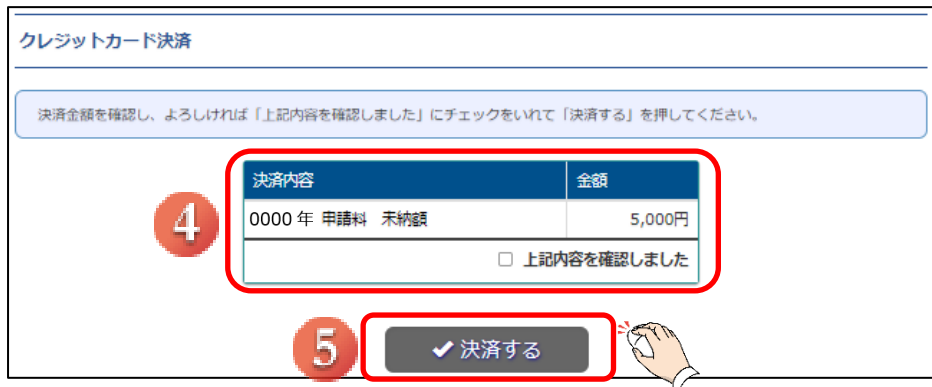 クレジットカード決済
決済金額を確認し、よろしければ「上記内容を確認しました」にチェックをいれて「決済する」を押してください。
決済内容 金額
4
0000 年 申請料 未納額 5,000円
上記内容を確認しました
5
決済する